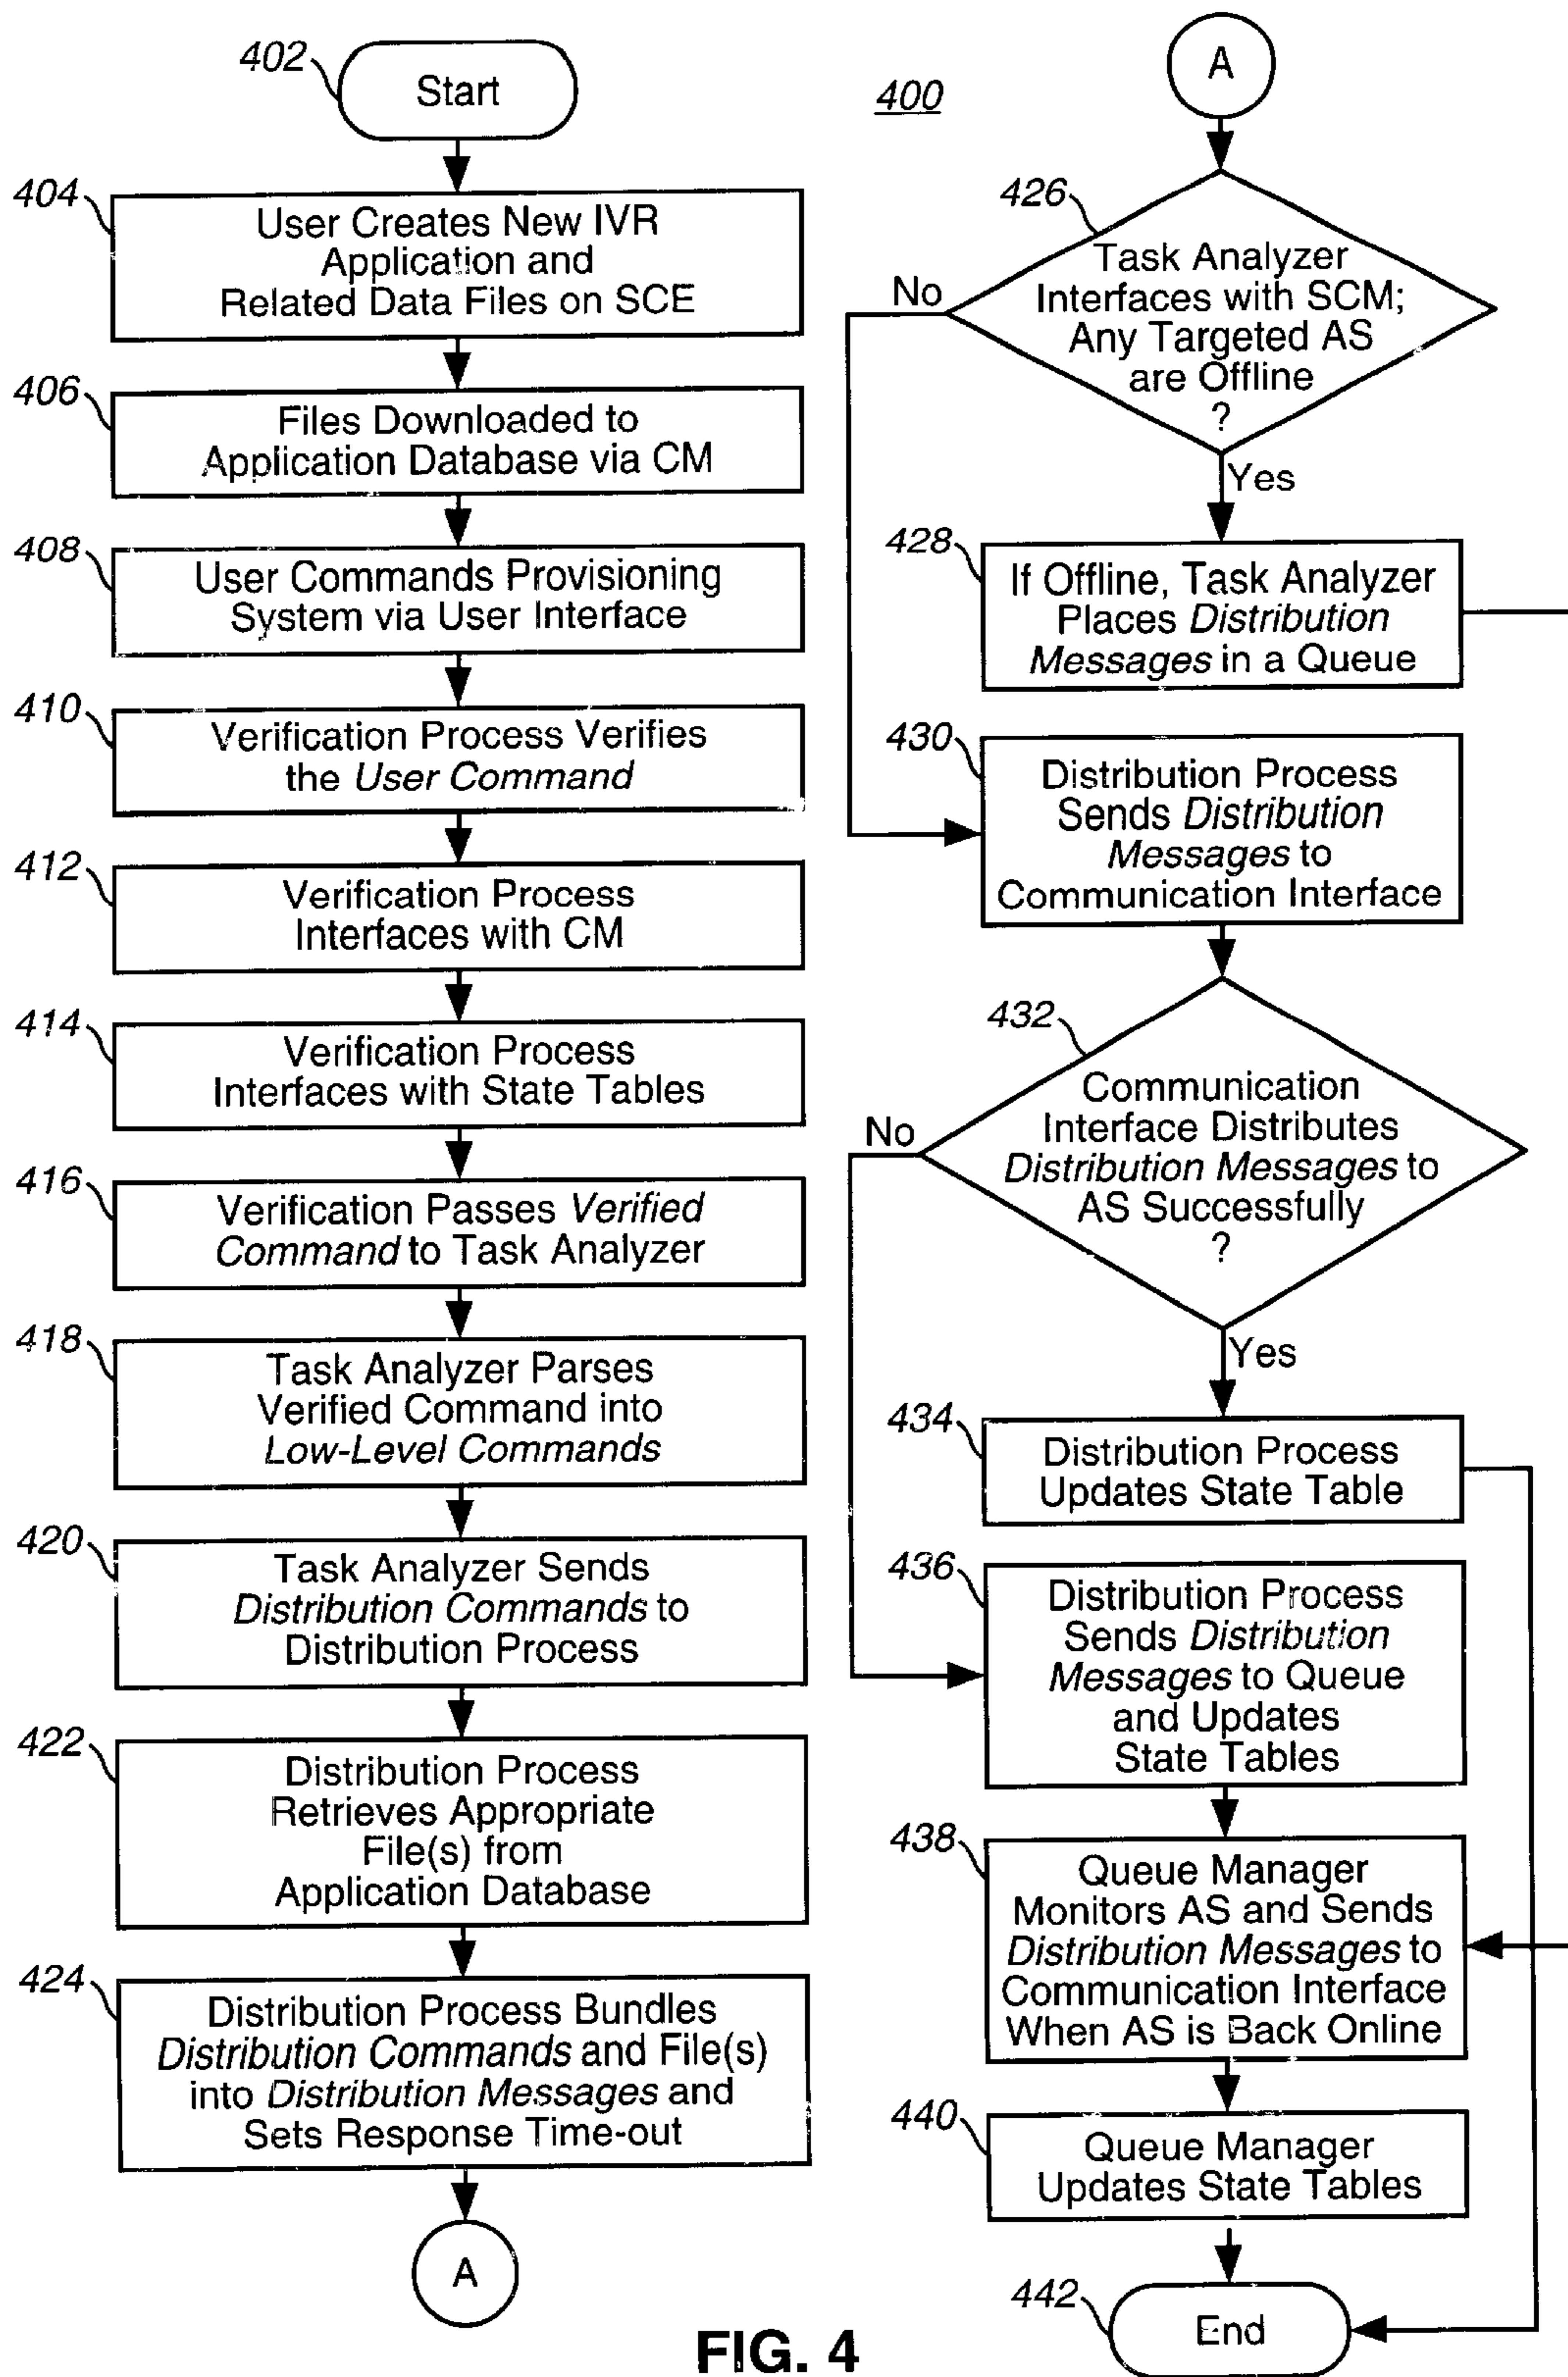 402
Start
404
User Creates New IVR
Application and
Related Data Files on SCE
406
Files Downloaded to
Application Database via CM
408
User Commands Provisioning
System via User Interface
410
Verification Process Verifies
the User Command
412
Verification Process
Interfaces with CM
414
Verification Process
Interfaces with State Tables
416
Verification Passes Verified
Command to Task Analyzer
418
Task Analyzer Parses
Verified Command into
Low-Level Commands
420
Task Analyzer Sends
Distribution Commands to
Distribution Process
422
Distribution Process
Retrieves Appropriate
File(s) from
Application Database
424
Distribution Process Bundles
Distribution Commands and File(s)
into Distribution Messages and
Sets Response Time-out
A
400
A
426
Task Analyzer
Interfaces with SCM;
Any Targeted AS
are Offline
?
No
Yes
428
If Offline, Task Analyzer
Places Distribution
Messages in a Queue
430
Distribution Process
Sends Distribution
Messages to
Communication Interface
432
Communication
Interface Distributes
Distribution Messages to
AS Successfully
?
No
Yes
434
Distribution Process
Updates State Table
436
Distribution Process
Sends Distribution
Messages to Queue
and Updates
State Tables
438
Queue Manager
Monitors AS and Sends
Distribution Messages to
Communication Interface
When AS is Back Online
440
Queue Manager
Updates State Tables
442
End
FIG. 4